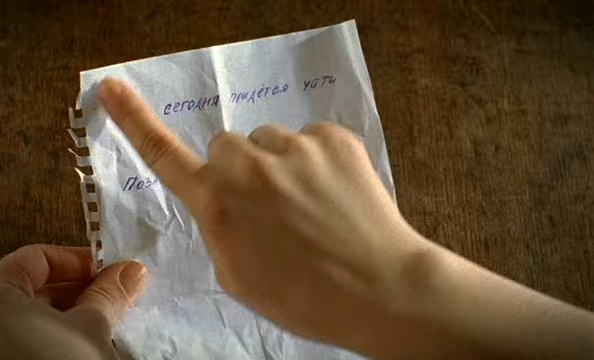 сегодня придётся уйти